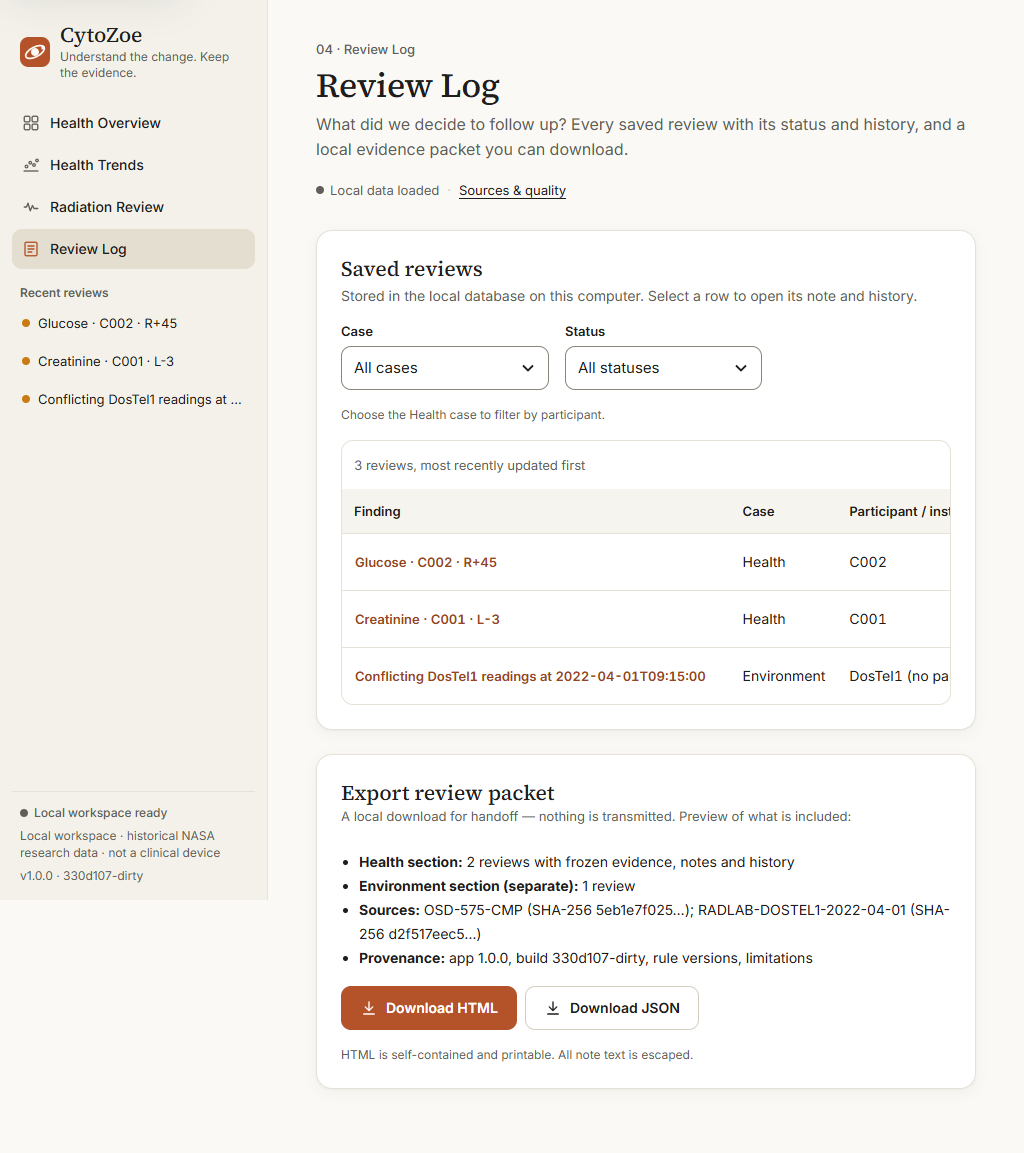 CytoZoe
Understand the change. Keep
the evidence.
Health Overview
Health Trends
Radiation Review
Review Log
Recent reviews
Glucose · C002 · R+45
Creatinine · C001 · L-3
Conflicting DosTel1 readings at ...
Local workspace ready
Local workspace · historical NASA
research data · not a clinical device
v1.0.0 · 330d107-dirty
04 · Review Log
Review Log
What did we decide to follow up? Every saved review with its status and history, and a
local evidence packet you can download.
Local data loaded · Sources & quality
Saved reviews
Stored in the local database on this computer. Select a row to open its note and history.
Case Status
All cases All statuses
Choose the Health case to filter by participant.
3 reviews, most recently updated first
Finding Case Participant / inst
Glucose · C002 · R+45 Health C002
Creatinine · C001 · L-3 Health C001
Conflicting DosTel1 readings at 2022-04-01T09:15:00 Environment DosTel1 (no pa
Export review packet
A local download for handoff — nothing is transmitted. Preview of what is included:
• Health section: 2 reviews with frozen evidence, notes and history
• Environment section (separate): 1 review
• Sources: OSD-575-CMP (SHA-256 5eb1e7f025…); RADLAB-DOSTEL1-2022-04-01 (SHA-
256 d2f517eec5…)
• Provenance: app 1.0.0, build 330d107-dirty, rule versions, limitations
Download HTML Download JSON
HTML is self-contained and printable. All note text is escaped.